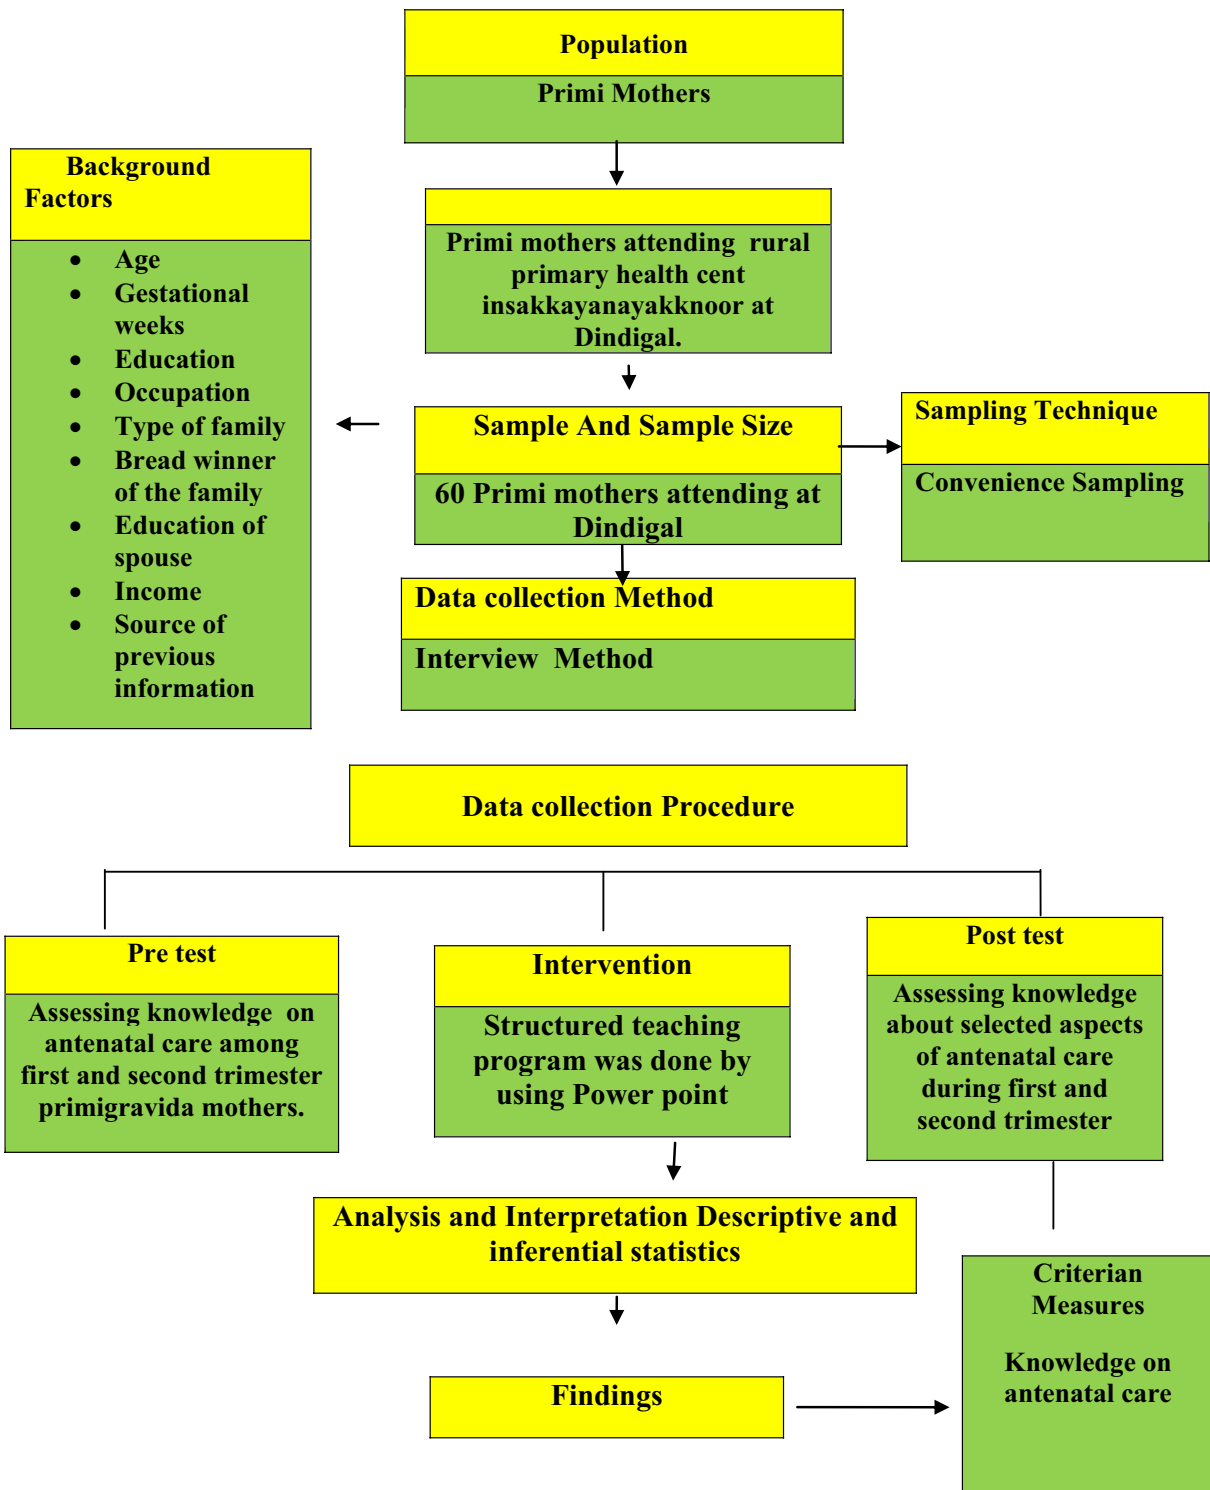 Population
Primi Mothers
Background
Factors
• Age
• Gestational
weeks
• Education
• Occupation
• Type of family
• Bread winner
of the family
• Education of
spouse
• Income
• Source of
previous
information
Primi mothers attending rural
primary health cent
insakkayanayakknoor at
Dindigal.
Sample And Sample Size
60 Primi mothers attending at
Dindigal
Sampling Technique
Convenience Sampling
Data collection Method
Interview Method
Data collection Procedure
Pre test
Assessing knowledge on
antenatal care among
first and second trimester
primigravida mothers.
Intervention
Structured teaching
program was done by
using Power point
Post test
Assessing knowledge
about selected aspects
of antenatal care
during first and
second trimester
Analysis and Interpretation Descriptive and
inferential statistics
Findings
Criterian
Measures
Knowledge on
antenatal care